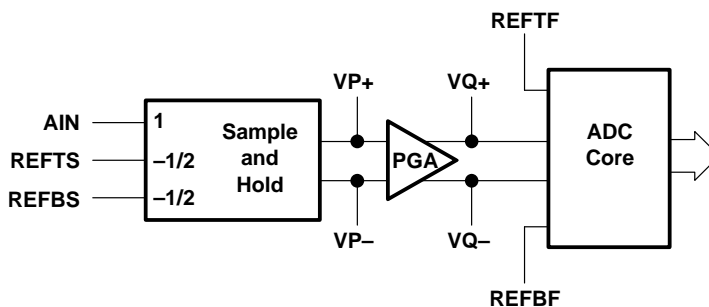 REFTF
VP+
VQ+
AIN
1
Sample
and
Hold
REFTS
–1/2
REFBS
–1/2
PGA
ADC
Core
VP–
VQ–
REFBF